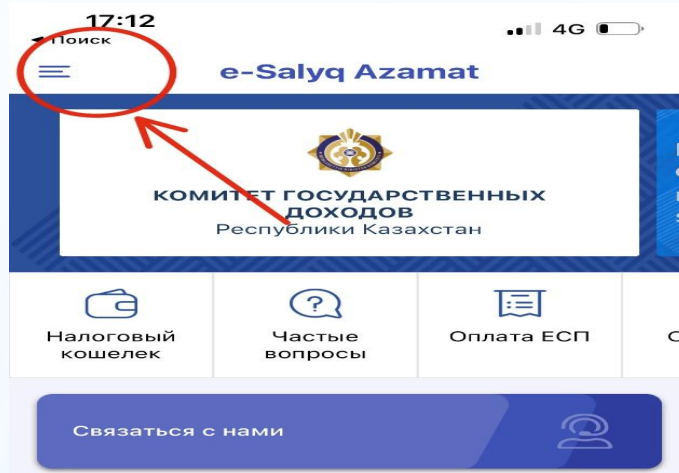 17:12
◄ Поиск
4G
e-Salyq Azamat
КОМИТЕТ ГОСУДАРСТВЕННЫХ
ДОХОДОВ
Республики Казахстан
Налоговый
кошелек
Частые
вопросы
Оплата ЕСП
Связаться с нами